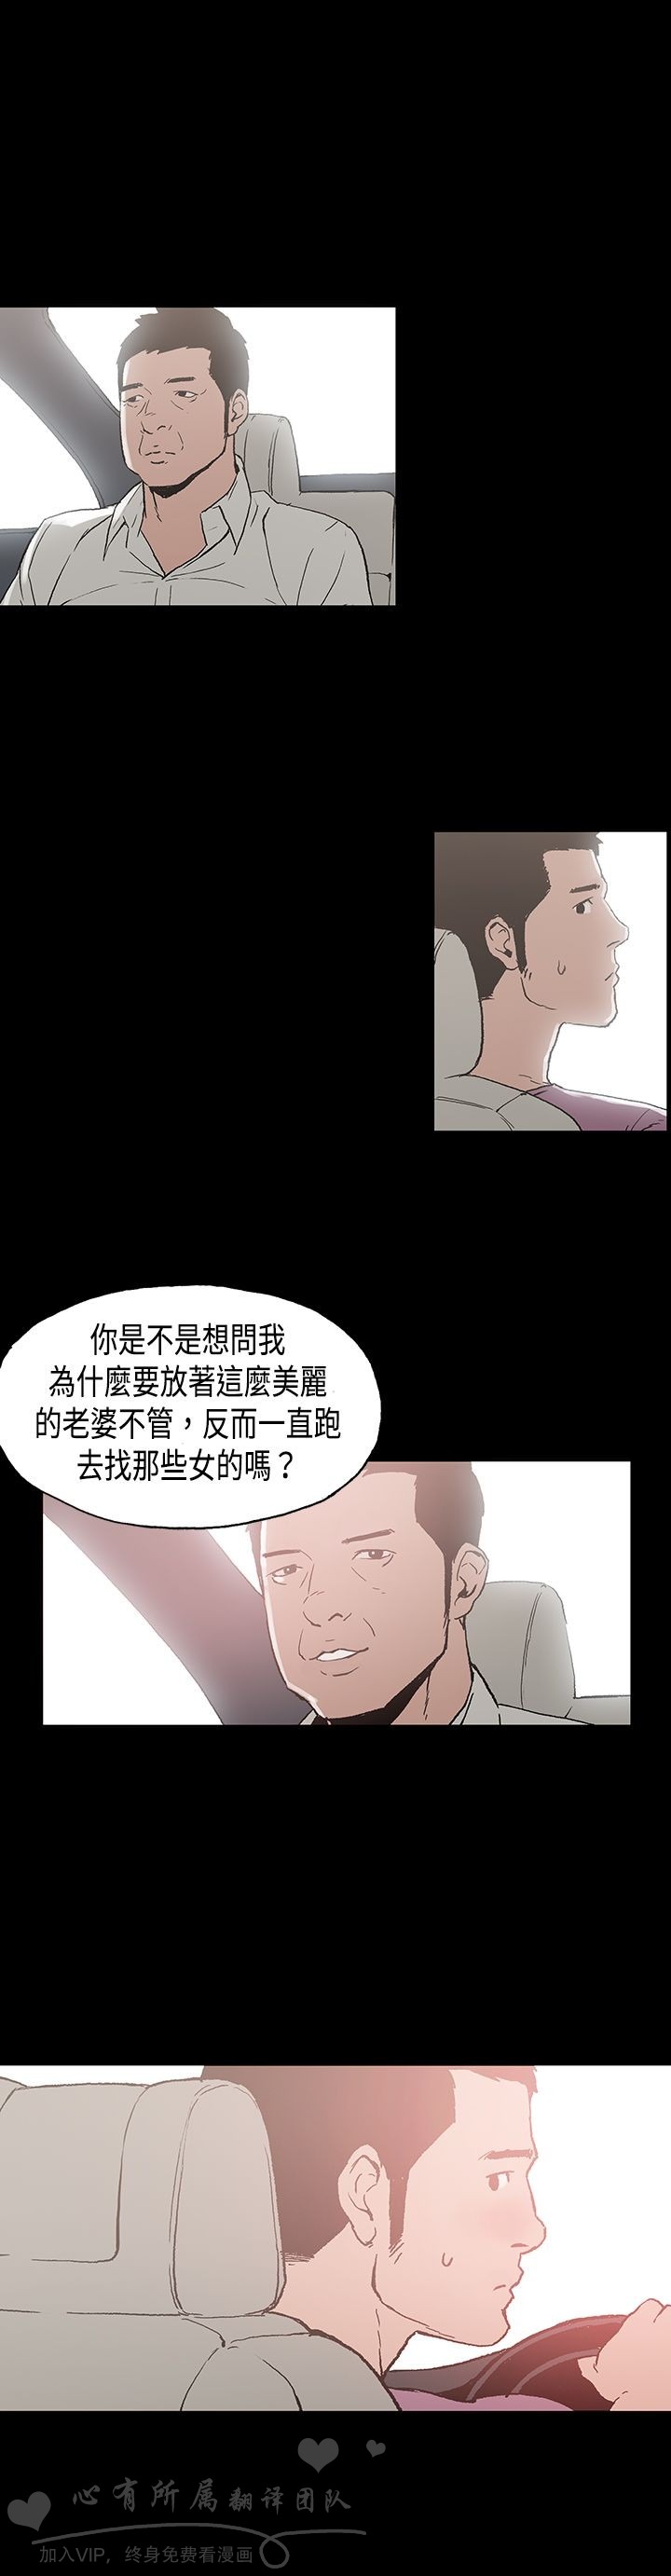 你是不是想問我
為什麼要放著這麼美麗
的老婆不管，反而一直跑
去找那些女的嗎？
心有所属翻译团队
加入VIP，终身免费看漫画